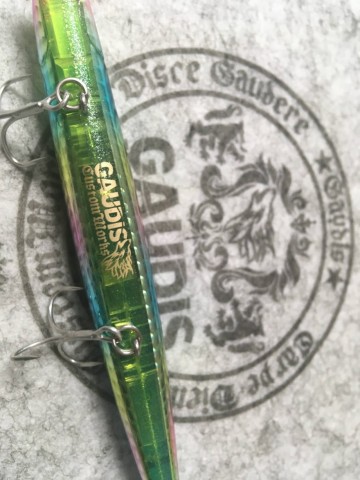 GAUDIS
Custom Works
Disce Gaudere
★ Gaudis ★
Carpe Diem
GAUDIS